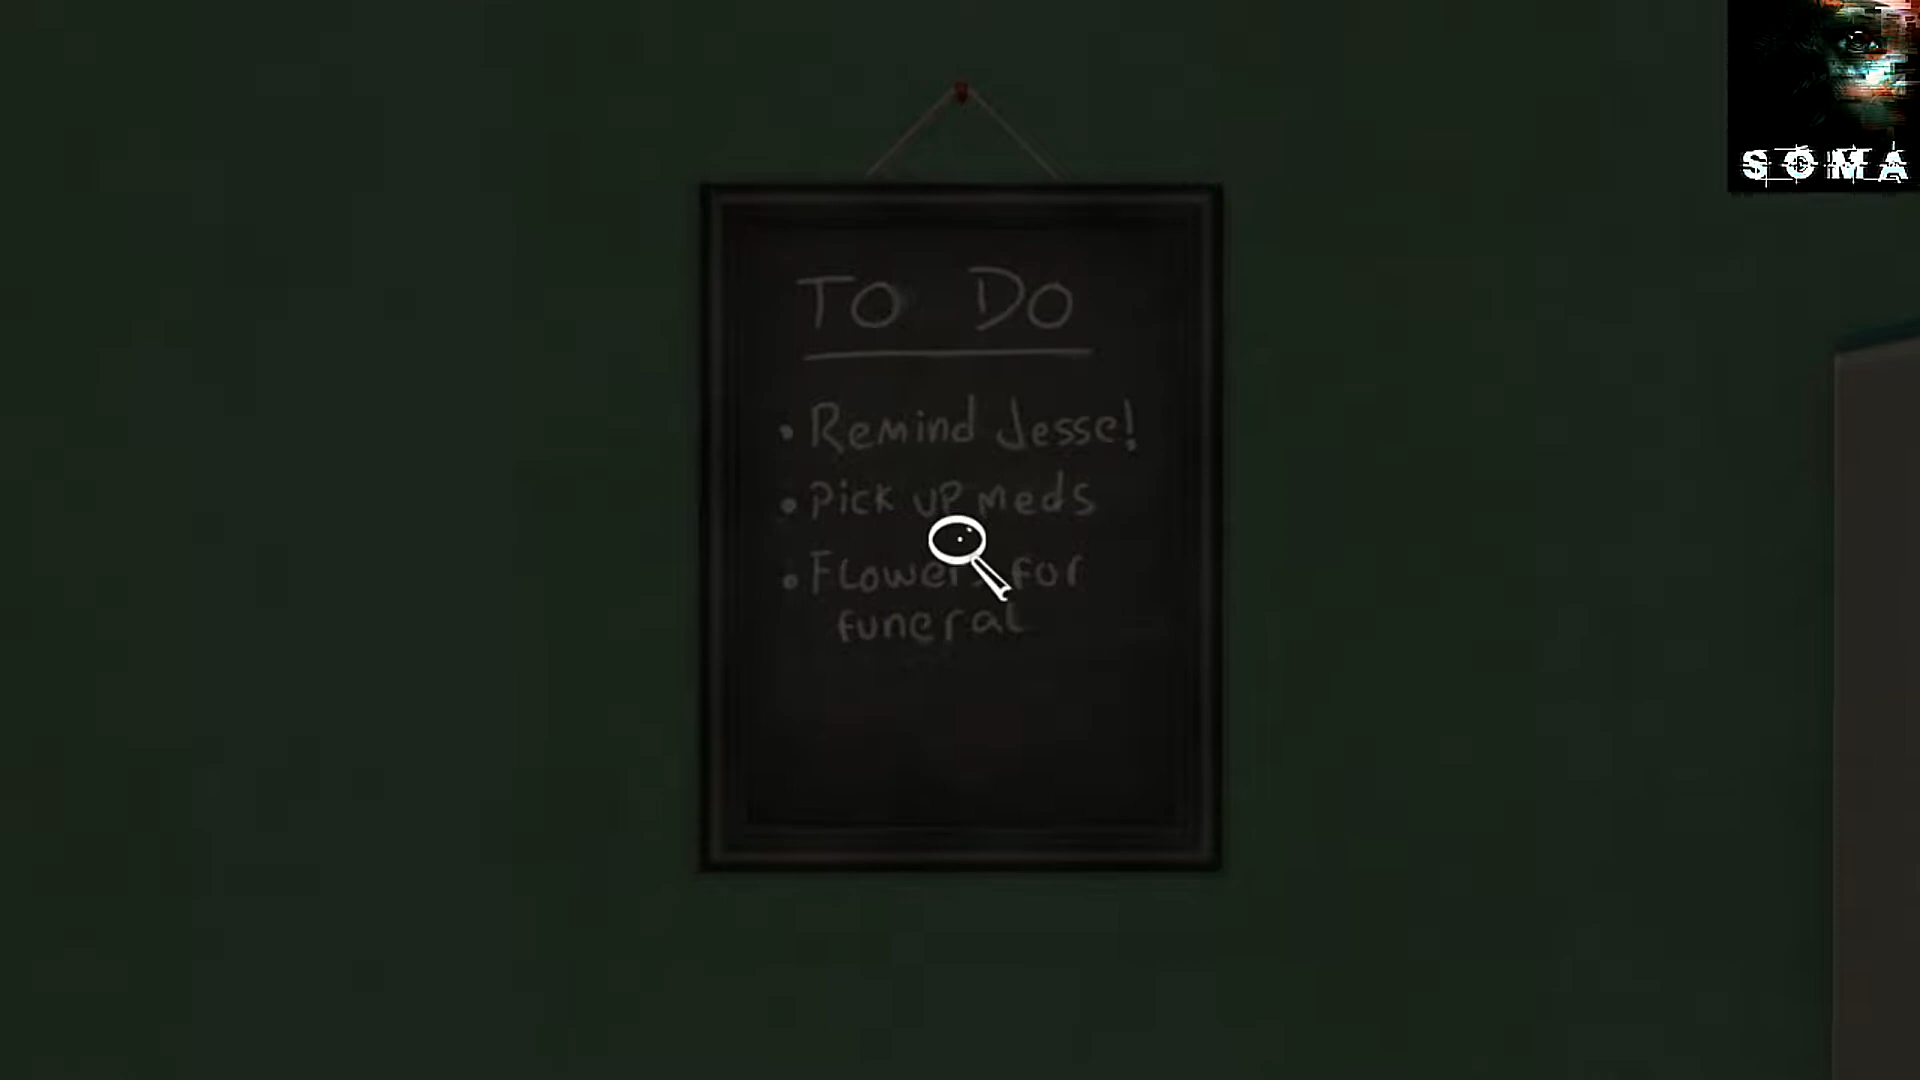 SOMA
TO DO
• Remind Jesse!
• Pick up meds
• Flowers for
funeral